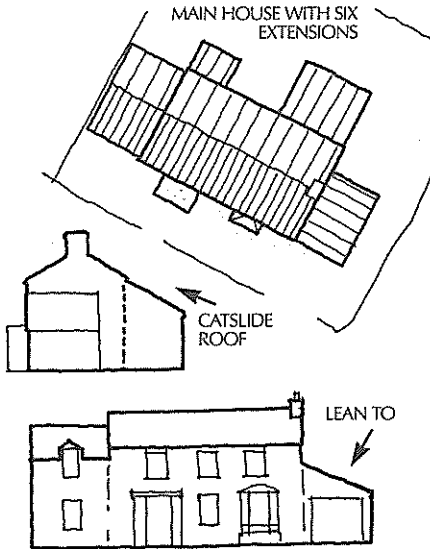 MAIN HOUSE WITH SIX
EXTENSIONS
CATSLIDE
ROOF
LEAN TO